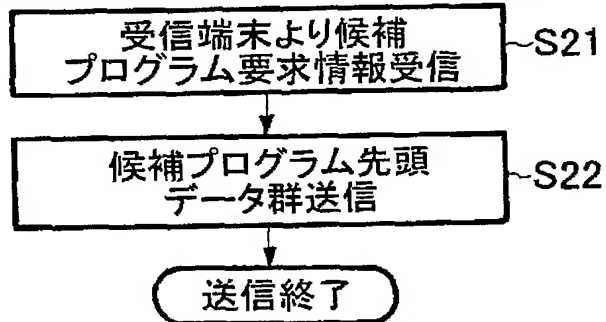 受信端末より候補
プログラム要求情報受信
~S21
候補プログラム先頭
データ群送信
~S22
送信終了